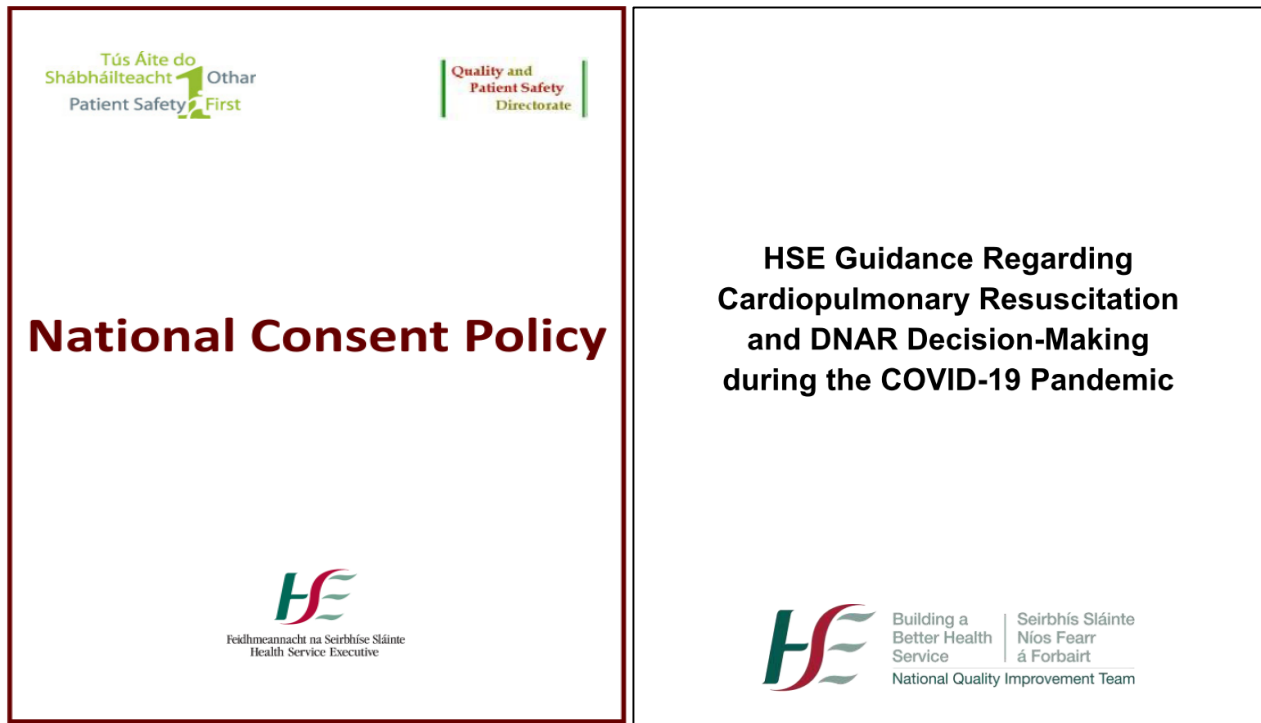 Tús Áite do
Shábháilteacht 1 Othar
Patient Safety First
Quality and
Patient Safety
Directorate
National Consent Policy
HSE
Feidhmeannacht na Seirbhíse Sláinte
Health Service Executive
HSE Guidance Regarding
Cardiopulmonary Resuscitation
and DNAR Decision-Making
during the COVID-19 Pandemic
HSE
Building a
Better Health
Service
Seirbhís Sláinte
Níos Fearr
á Forbairt
National Quality Improvement Team